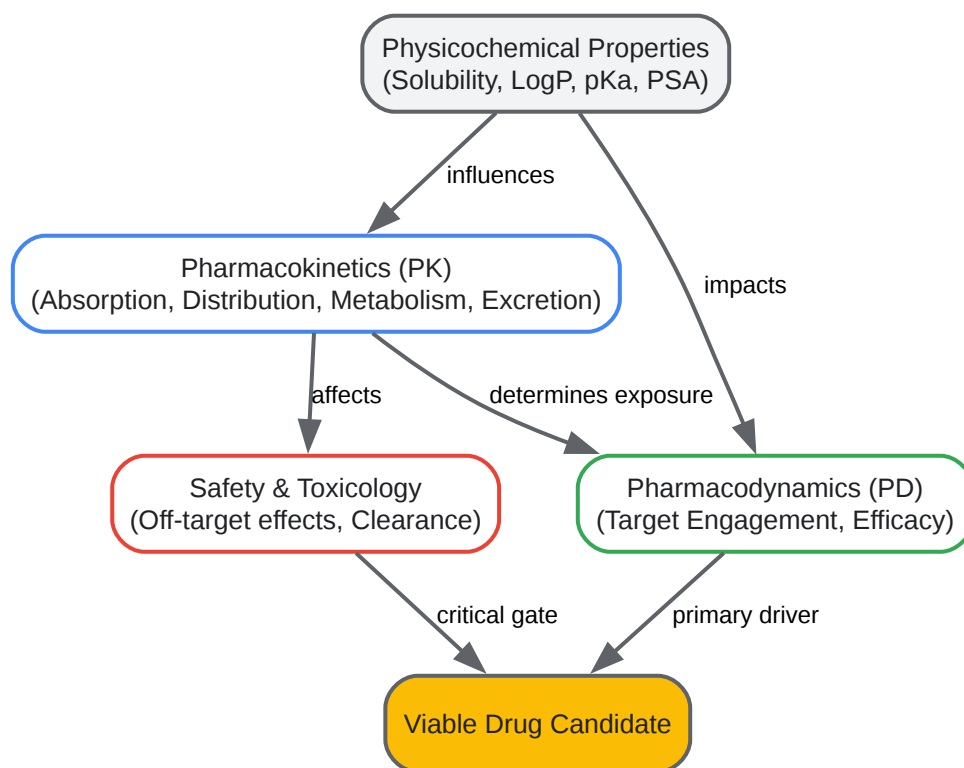 Physicochemical Properties
(Solubility, LogP, pKa, PSA)
influences
Pharmacokinetics (PK)
(Absorption, Distribution, Metabolism, Excretion)
impacts
affects
determines exposure
Safety & Toxicology
(Off-target effects, Clearance)
Pharmacodynamics (PD)
(Target Engagement, Efficacy)
critical gate
primary driver
Viable Drug Candidate